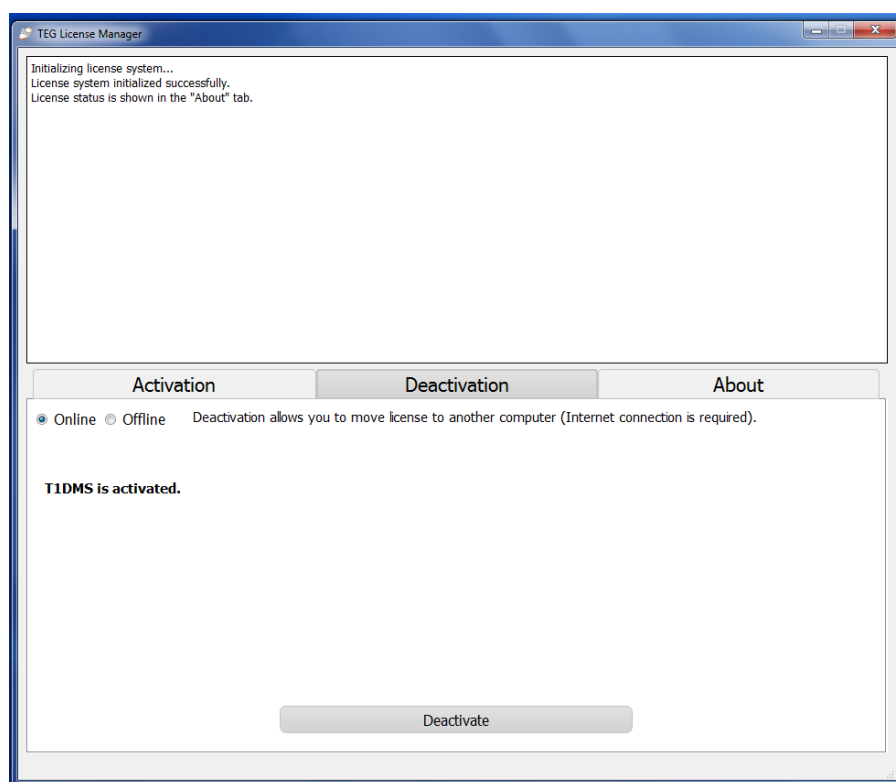 TEG License Manager
Initializing license system...
License system initialized successfully.
License status is shown in the "About" tab.
Activation Deactivation About
Online Offline Deactivation allows you to move license to another computer (Internet connection is required).
T1DMS is activated.
Deactivate